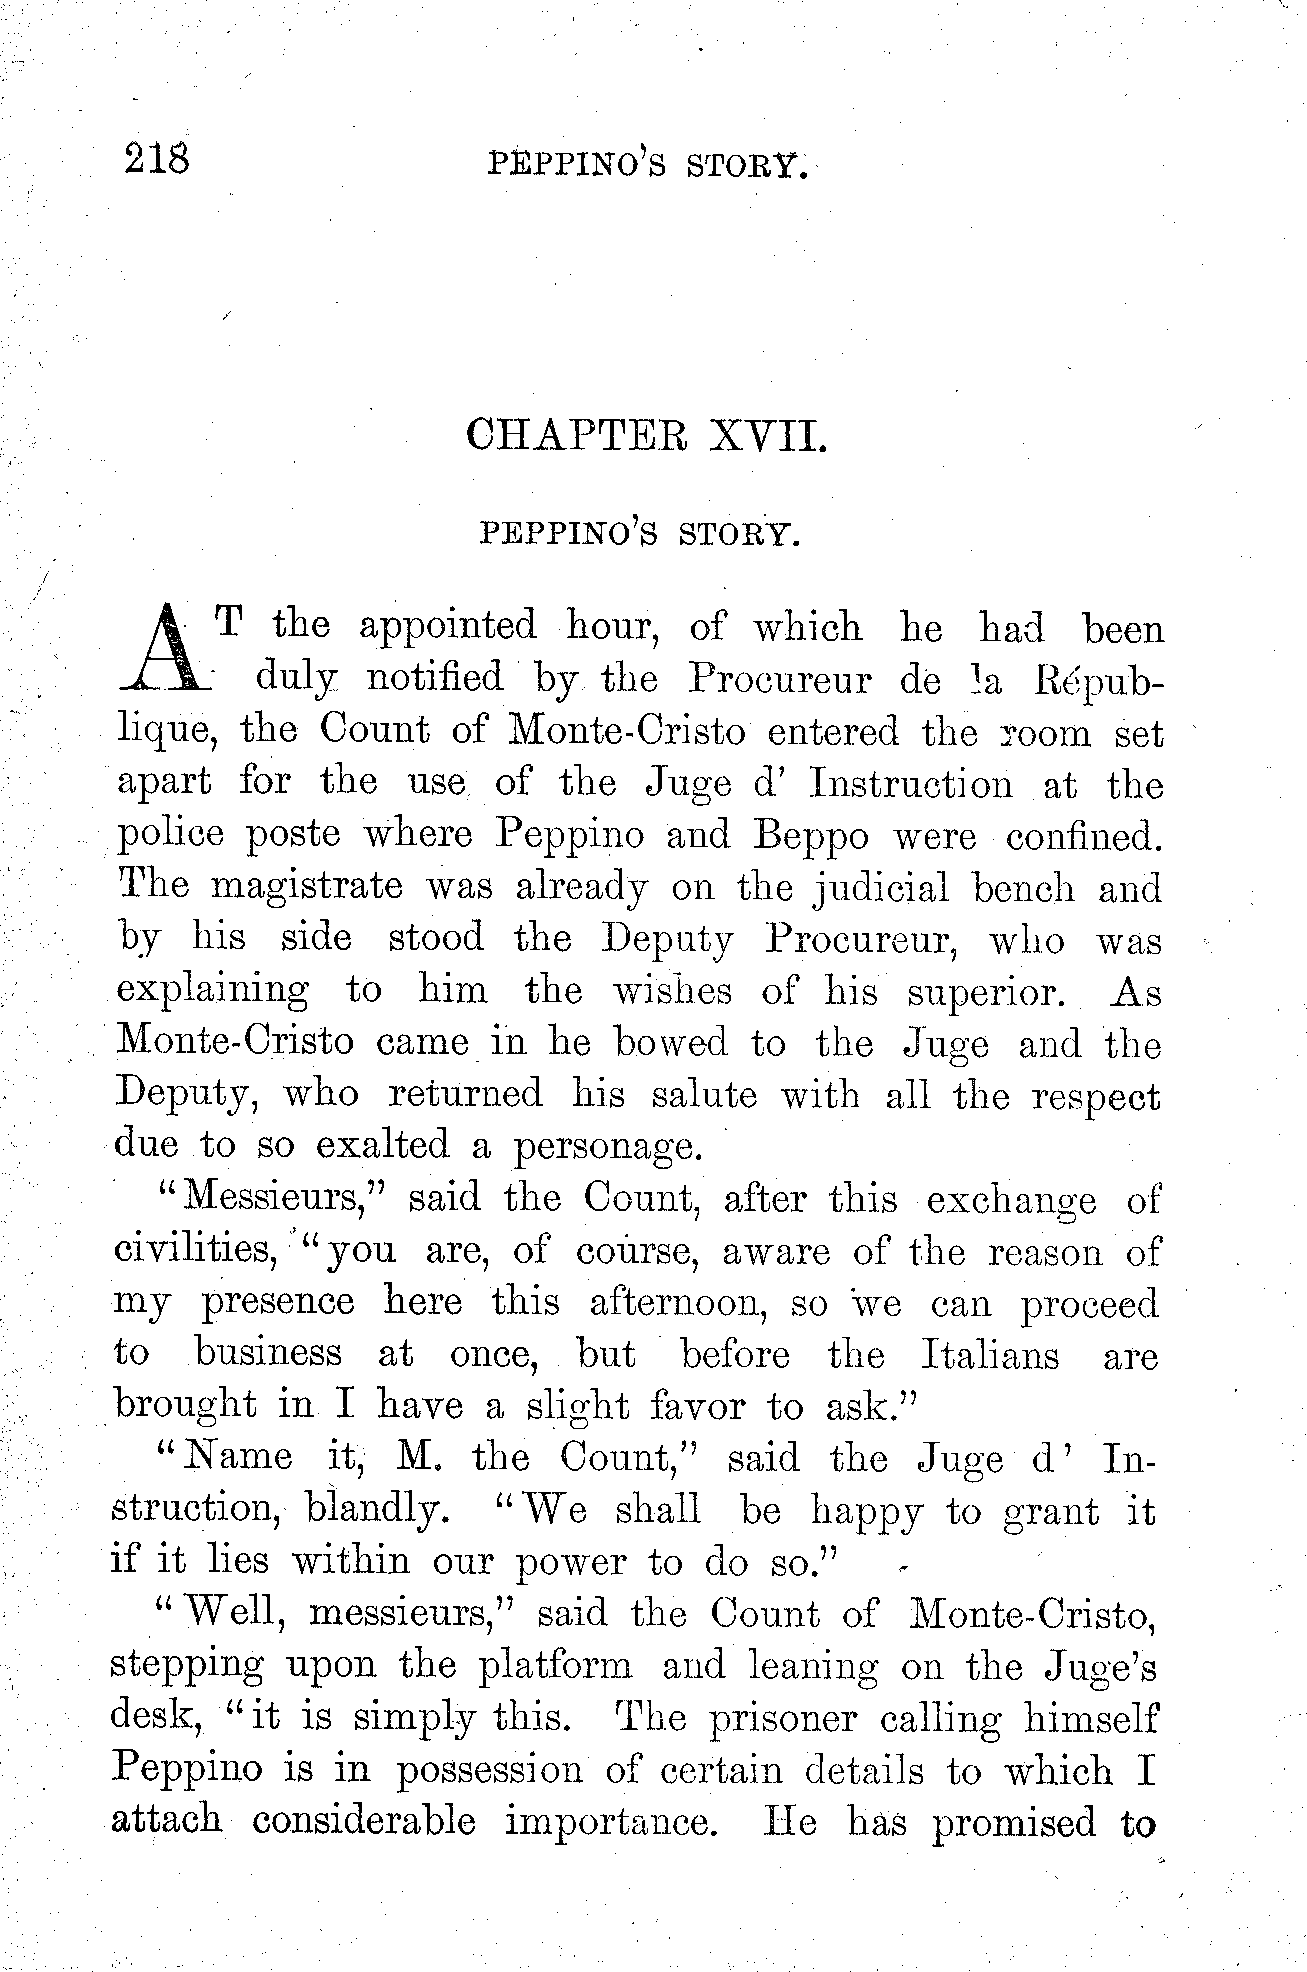 218 PEPPINO'S STORY.
CHAPTER XVII.
PEPPINO'S STORY.
AT the appointed hour, of which he had been
duly notified by the Procureur de la Répub-
lique, the Count of Monte-Cristo entered the room set
apart for the use of the Juge d' Instruction at the
police poste where Peppino and Beppo were confined.
The magistrate was already on the judicial bench and
by his side stood the Deputy Procureur, who was
explaining to him the wishes of his superior. As
Monte-Cristo came in he bowed to the Juge and the
Deputy, who returned his salute with all the respect
due to so exalted a personage.
"Messieurs," said the Count, after this exchange of
civilities, "you are, of course, aware of the reason of
my presence here this afternoon, so we can proceed
to business at once, but before the Italians are
brought in I have a slight favor to ask."
"Name it, M. the Count," said the Juge d' In-
struction, blandly. "We shall be happy to grant it
if it lies within our power to do so."
"Well, messieurs," said the Count of Monte-Cristo,
stepping upon the platform and leaning on the Juge's
desk, "it is simply this. The prisoner calling himself
Peppino is in possession of certain details to which I
attach considerable importance. He has promised to